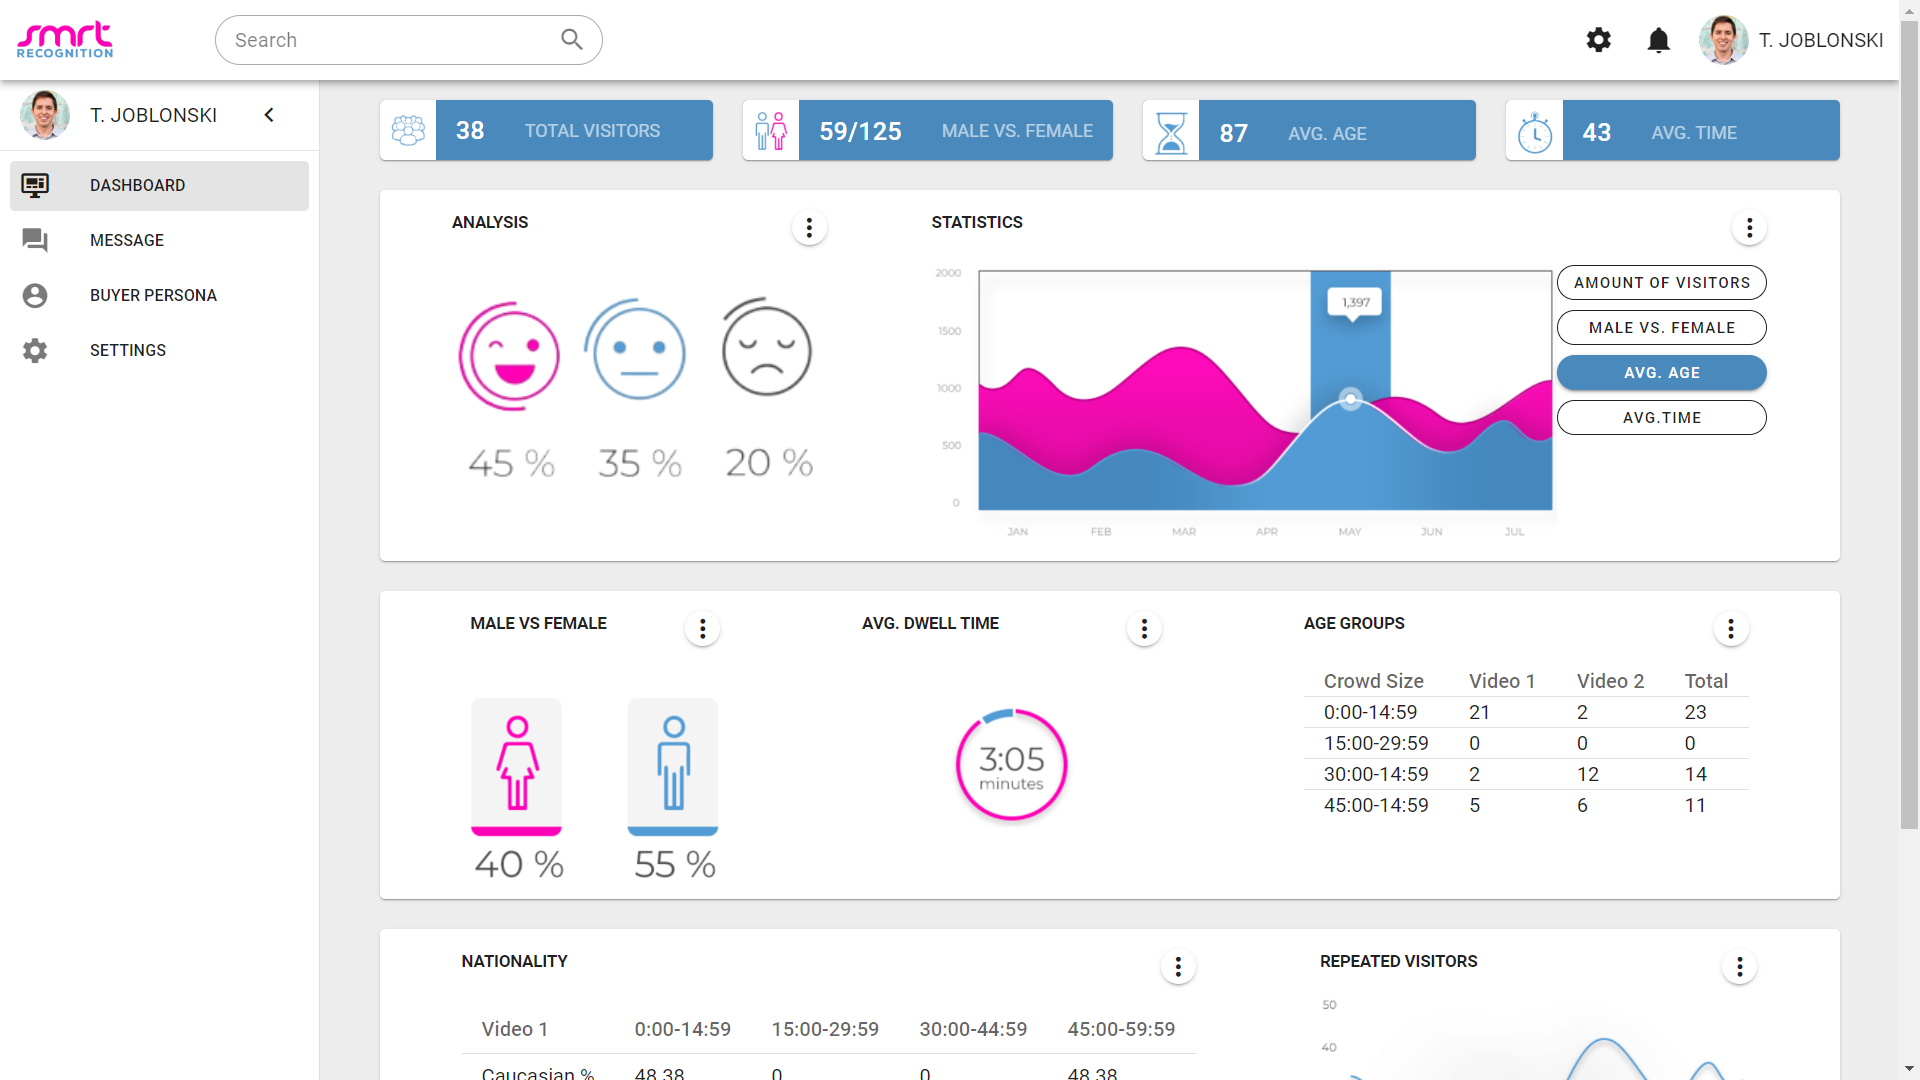 smrt
RECOGNITION
Search
T. JOBLONSKI
T. JOBLONSKI
DASHBOARD
MESSAGE
BUYER PERSONA
SETTINGS
38 TOTAL VISITORS
59/125 MALE VS. FEMALE
87 AVG. AGE
43 AVG. TIME
ANALYSIS
45 % 35 % 20 %
STATISTICS
2000
1500
1000
500
0
1,397
JAN FEB MAR APR MAY JUN JUL
AMOUNT OF VISITORS
MALE VS. FEMALE
AVG. AGE
AVG.TIME
MALE VS FEMALE
40 % 55 %
AVG. DWELL TIME
3:05
minutes
AGE GROUPS
Crowd Size Video 1 Video 2 Total
0:00-14:59 21 2 23
15:00-29:59 0 0 0
30:00-14:59 2 12 14
45:00-14:59 5 6 11
NATIONALITY
Video 1 0:00-14:59 15:00-29:59 30:00-44:59 45:00-59:59
Caucasian % 48.38 0 0 48.38
REPEATED VISITORS
50
40